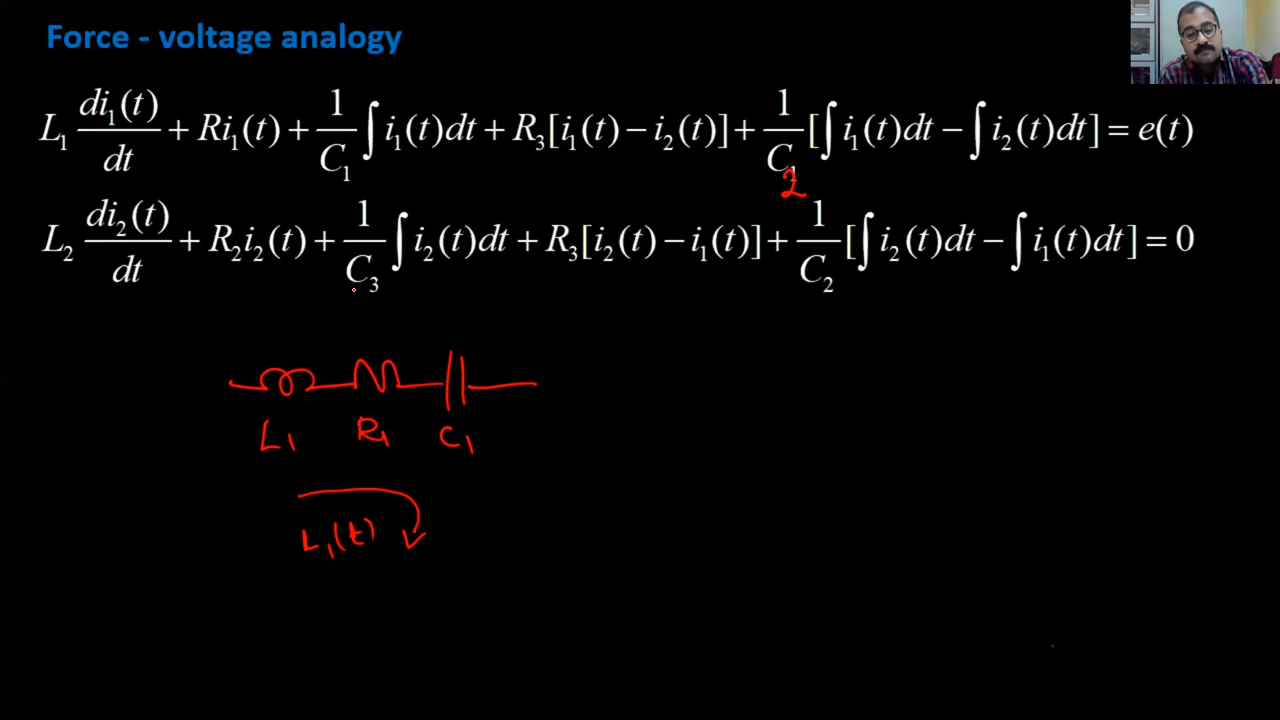 Force - voltage analogy
L₁ di₁(t)/dt + Ri₁(t) + 1/C₁ ∫ i₁(t)dt + R₃[i₁(t) − i₂(t)] + 1/C₁ [∫ i₁(t)dt − ∫ i₂(t)dt] = e(t)
2
L₂ di₂(t)/dt + R₂i₂(t) + 1/C₃ ∫ i₂(t)dt + R₃[i₂(t) − i₁(t)] + 1/C₂ [∫ i₂(t)dt − ∫ i₁(t)dt] = 0
L₁ R₁ C₁
i₁(t)